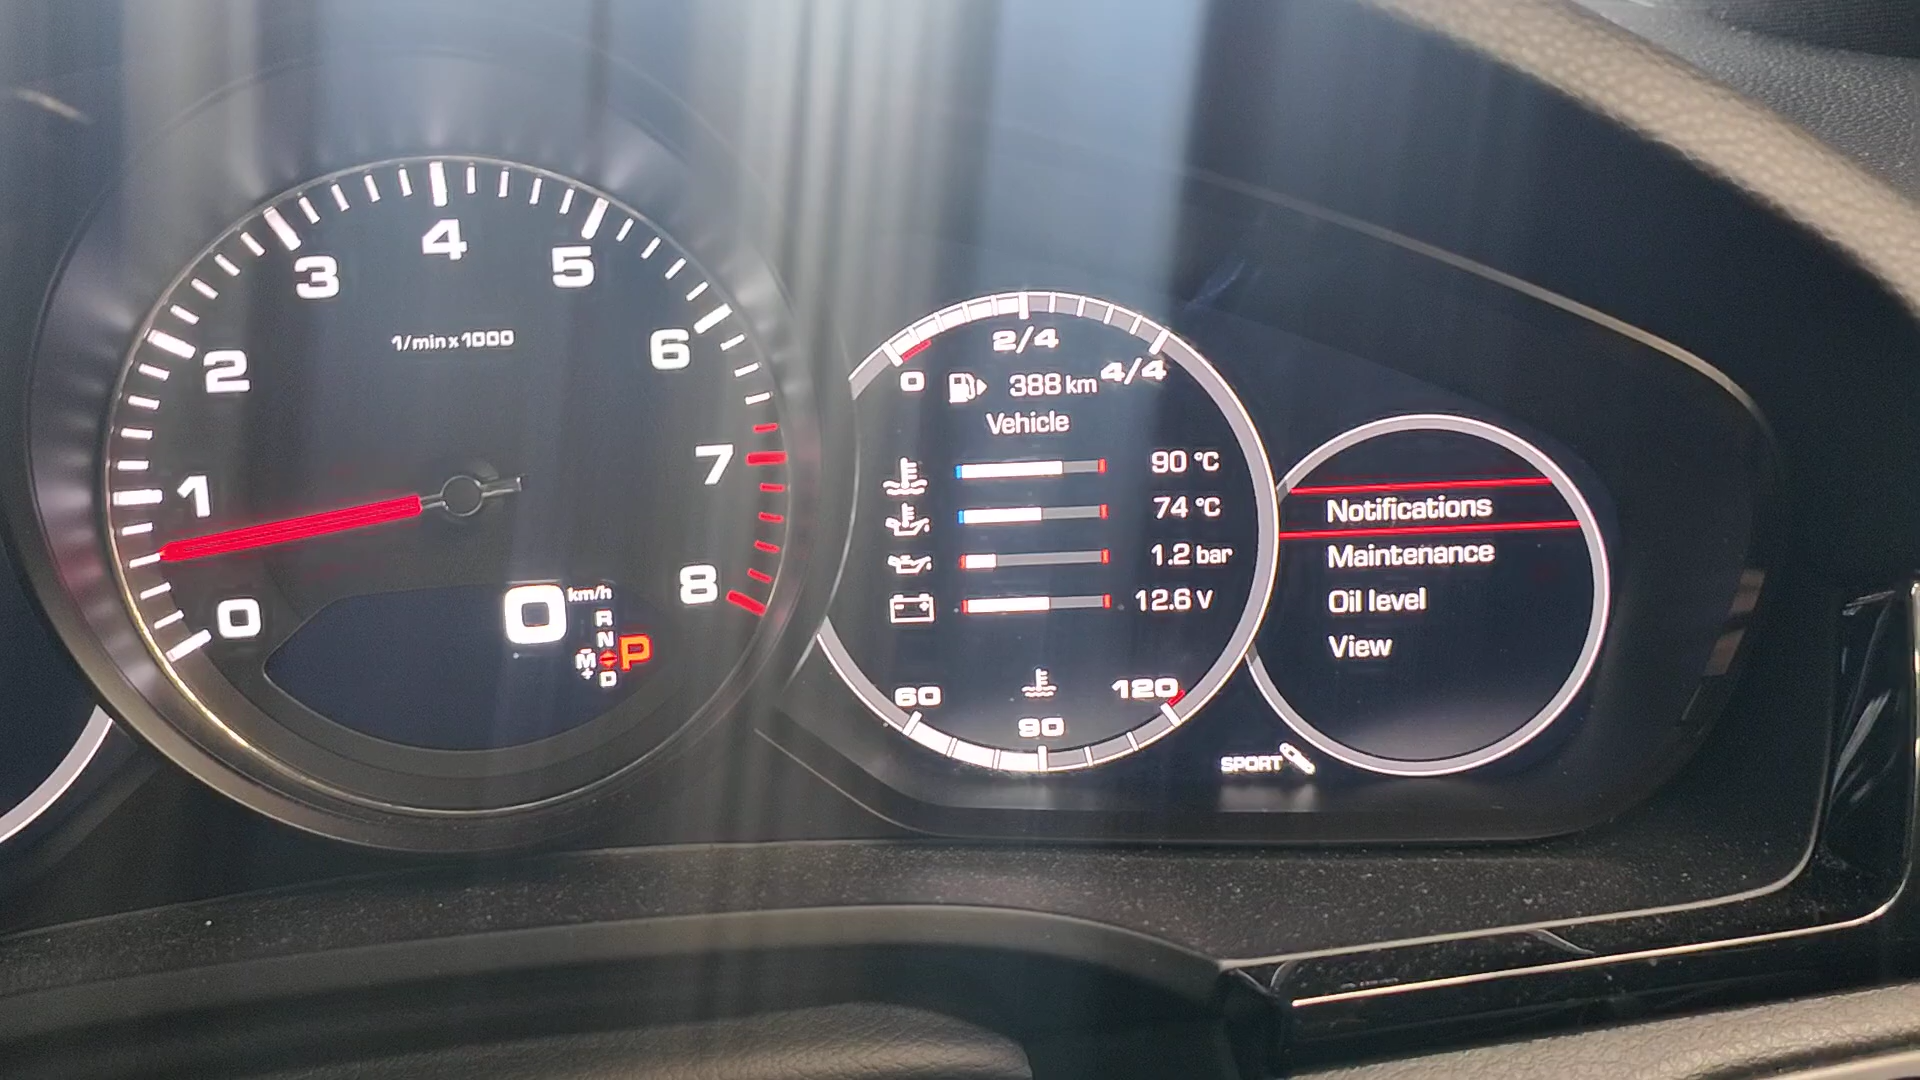 0
1
2
3
4
5
6
7
8
1/min x 1000
0 km/h
R
N
M P
+
D
0 2/4 4/4
388 km
Vehicle
90 °C
74 °C
1.2 bar
12.6 V
60 90 120
Notifications
Maintenance
Oil level
View
SPORT